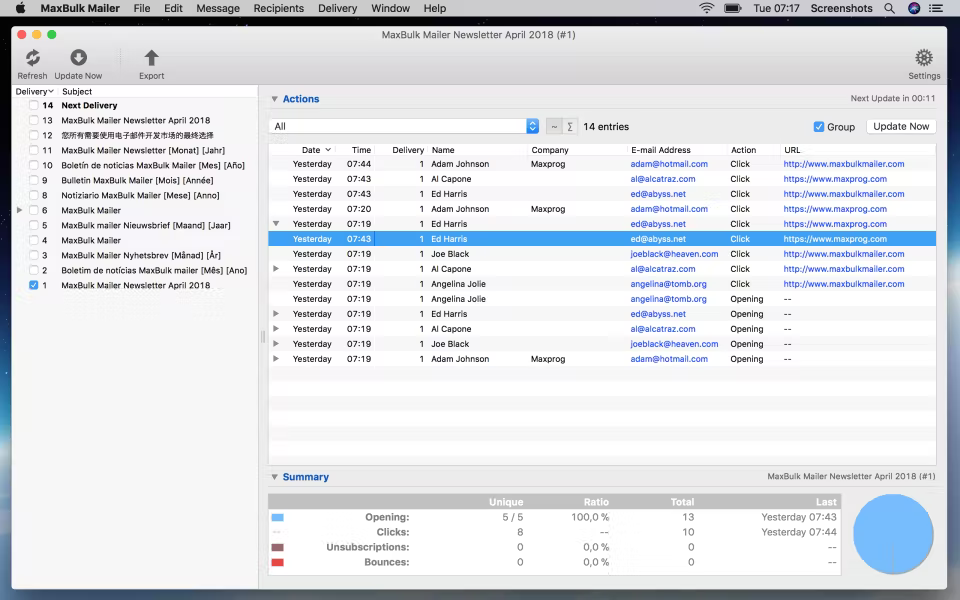 MaxBulk Mailer File Edit Message Recipients Delivery Window Help Tue 07:17 Screenshots
MaxBulk Mailer Newsletter April 2018 (#1)
Refresh Update Now Export Settings
Delivery Subject
14 Next Delivery
13 MaxBulk Mailer Newsletter April 2018
12 您所有需要使用电子邮件开发市场的最终选择
11 MaxBulk Mailer Newsletter [Monat] [Jahr]
10 Boletín de noticias MaxBulk Mailer [Mes] [Año]
9 Bulletin MaxBulk Mailer [Mois] [Année]
8 Notiziario MaxBulk Mailer [Mese] [Anno]
6 MaxBulk Mailer
5 MaxBulk mailer Nieuwsbrief [Maand] [Jaar]
4 MaxBulk Mailer
3 MaxBulk Mailer Nyhetsbrev [Månad] [År]
2 Boletim de notícias MaxBulk mailer [Mês] [Ano]
1 MaxBulk Mailer Newsletter April 2018
Actions Next Update in 00:11
All ~ Σ 14 entries Group Update Now
Date Time Delivery Name Company E-mail Address Action URL
Yesterday 07:44 1 Adam Johnson Maxprog adam@hotmail.com Click http://www.maxbulkmailer.com
Yesterday 07:43 1 Al Capone al@alcatraz.com Click https://www.maxprog.com
Yesterday 07:43 1 Ed Harris ed@abyss.net Click http://www.maxbulkmailer.com
Yesterday 07:20 1 Adam Johnson Maxprog adam@hotmail.com Click https://www.maxprog.com
Yesterday 07:19 1 Ed Harris ed@abyss.net Click https://www.maxprog.com
Yesterday 07:43 1 Ed Harris ed@abyss.net Click https://www.maxprog.com
Yesterday 07:19 1 Joe Black joeblack@heaven.com Click http://www.maxbulkmailer.com
Yesterday 07:19 1 Al Capone al@alcatraz.com Click http://www.maxbulkmailer.com
Yesterday 07:19 1 Angelina Jolie angelina@tomb.org Click http://www.maxbulkmailer.com
Yesterday 07:19 1 Angelina Jolie angelina@tomb.org Opening --
Yesterday 07:19 1 Ed Harris ed@abyss.net Opening --
Yesterday 07:19 1 Al Capone al@alcatraz.com Opening --
Yesterday 07:19 1 Joe Black joeblack@heaven.com Opening --
Yesterday 07:19 1 Adam Johnson Maxprog adam@hotmail.com Opening --
Summary MaxBulk Mailer Newsletter April 2018 (#1)
Unique Ratio Total Last
Opening: 5 / 5 100,0 % 13 Yesterday 07:43
-- Clicks: 8 -- 10 Yesterday 07:44
Unsubscriptions: 0 0,0 % 0 --
Bounces: 0 0,0 % 0 --